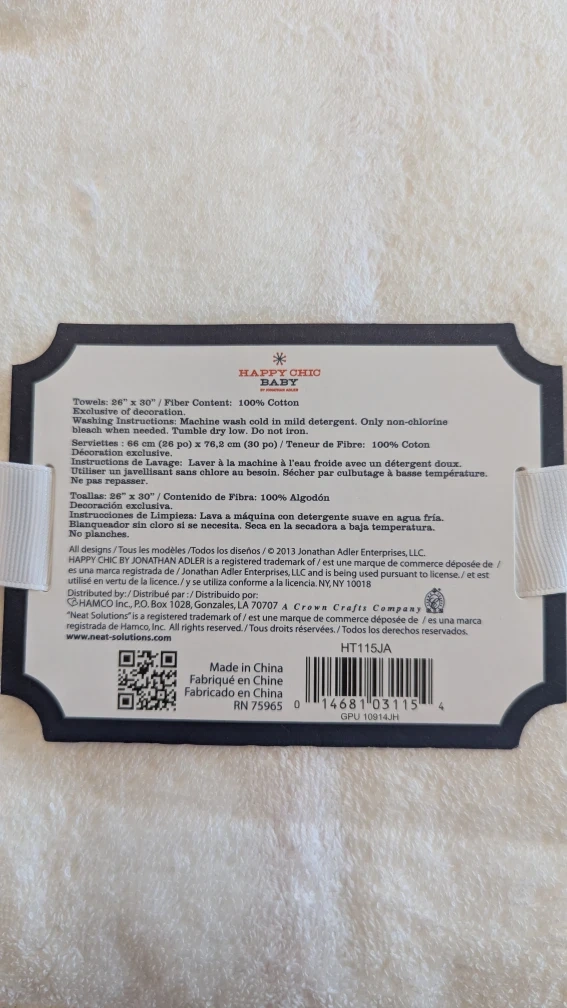 HAPPY CHIC
BABY
BY JONATHAN ADLER
Towels: 26" x 30" / Fiber Content: 100% Cotton
Exclusive of decoration.
Washing Instructions: Machine wash cold in mild detergent. Only non-chlorine
bleach when needed. Tumble dry low. Do not iron.
Serviettes : 66 cm (26 po) x 76,2 cm (30 po) / Teneur de Fibre: 100% Coton
Décoration exclusive.
Instructions de Lavage: Laver à la machine à l'eau froide avec un détergent doux.
Utiliser un javellisant sans chlore au besoin. Sécher par culbutage à basse température.
Ne pas repasser.
Toallas: 26" x 30" / Contenido de Fibra: 100% Algodón
Decoración exclusiva.
Instrucciones de Limpieza: Lava a máquina con detergente suave en agua fría.
Blanqueador sin cloro si se necesita. Seca en la secadora a baja temperatura.
No planches.
All designs / Tous les modèles /Todos los diseños / © 2013 Jonathan Adler Enterprises, LLC.
HAPPY CHIC BY JONATHAN ADLER is a registered trademark of / est une marque de commerce déposée de /
es una marca registrada de / Jonathan Adler Enterprises, LLC and is being used pursuant to license. / et est
utilisé en vertu de la licence. / y se utiliza conforme a la licencia. NY, NY 10018
Distributed by: / Distribué par : / Distribuido por:
HAMCO Inc., P.O. Box 1028, Gonzales, LA 70707 A Crown Crafts Company
"Neat Solutions" is a registered trademark of / est une marque de commerce déposée de / es una marca
registrada de Hamco, Inc. All rights reserved. / Tous droits réservées. / Todos los derechos reservados.
www.neat-solutions.com
HT115JA
Made in China
Fabriqué en Chine
Fabricado en China
RN 75965
0 14681 03115 4
GPU 10914JH